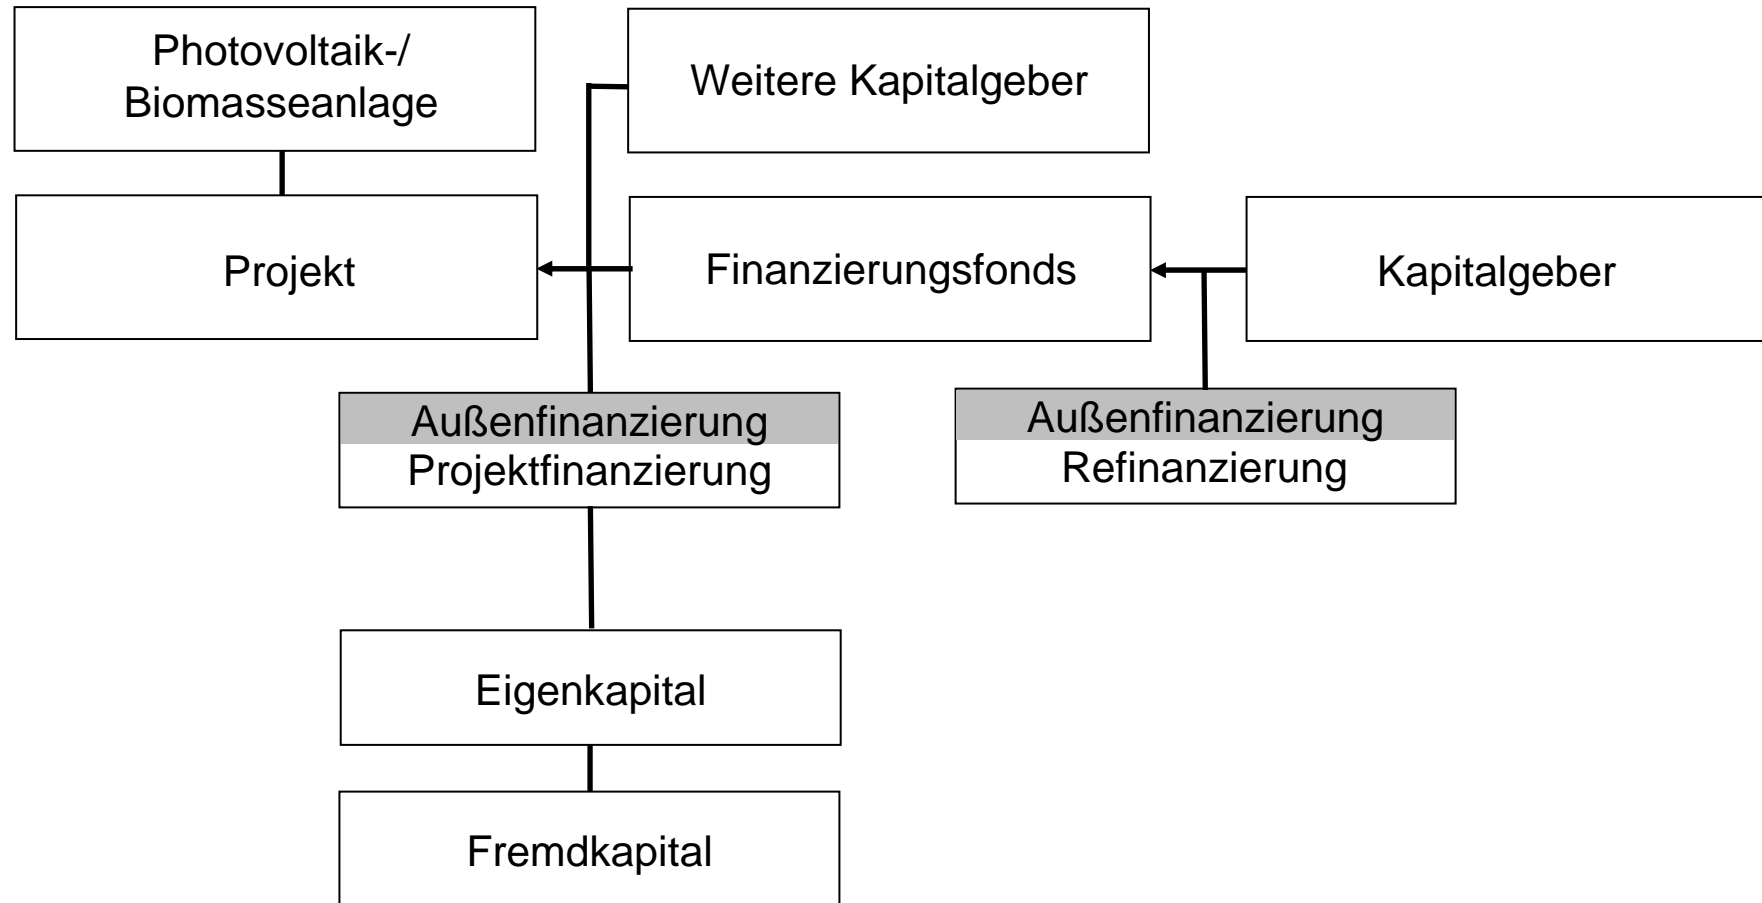 Photovoltaik-/
Biomasseanlage
Weitere Kapitalgeber
Projekt
Finanzierungsfonds
Kapitalgeber
Außenfinanzierung
Projektfinanzierung
Außenfinanzierung
Refinanzierung
Eigenkapital
Fremdkapital